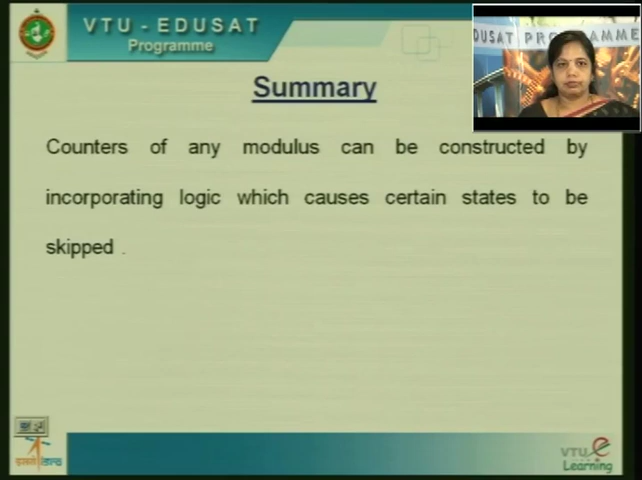 VTU - EDUSAT
Programme
DUSAT PROGRAMME
Summary
Counters of any modulus can be constructed by
incorporating logic which causes certain states to be
skipped .
VTU e
Learning